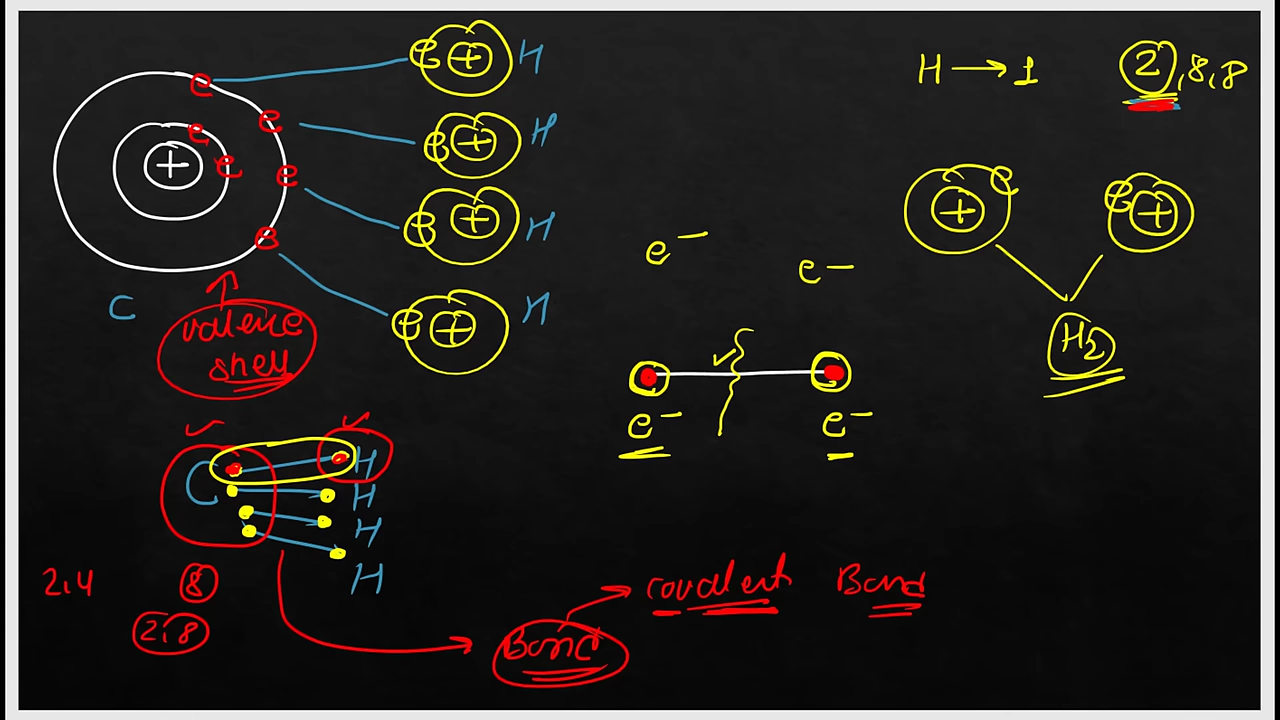 e + H
e + H
e + H
e + H
e
e
e
e
e
e
+
C
valence
shell
H → 1
2,8,8
+ e
e +
H2
e−
e−
e−
e−
C H
H
H
H
2,4
8
2,8
Bond
covalent Bond